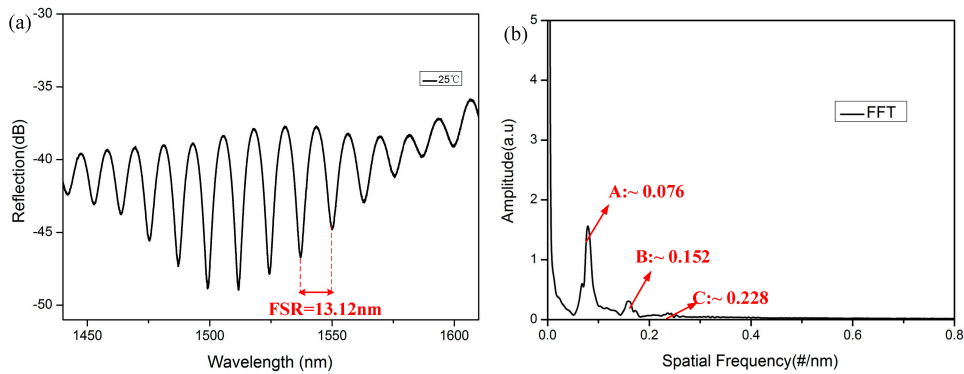 (a)
-30
-35
-40
-45
-50
Reflection(dB)
25℃
FSR=13.12nm
1450
1500
1550
1600
Wavelength (nm)
(b)
5
4
3
2
1
0
Amplitude(a.u)
FFT
A:~ 0.076
B:~ 0.152
C:~ 0.228
0.0
0.2
0.4
0.6
0.8
Spatial Frequency(#/nm)